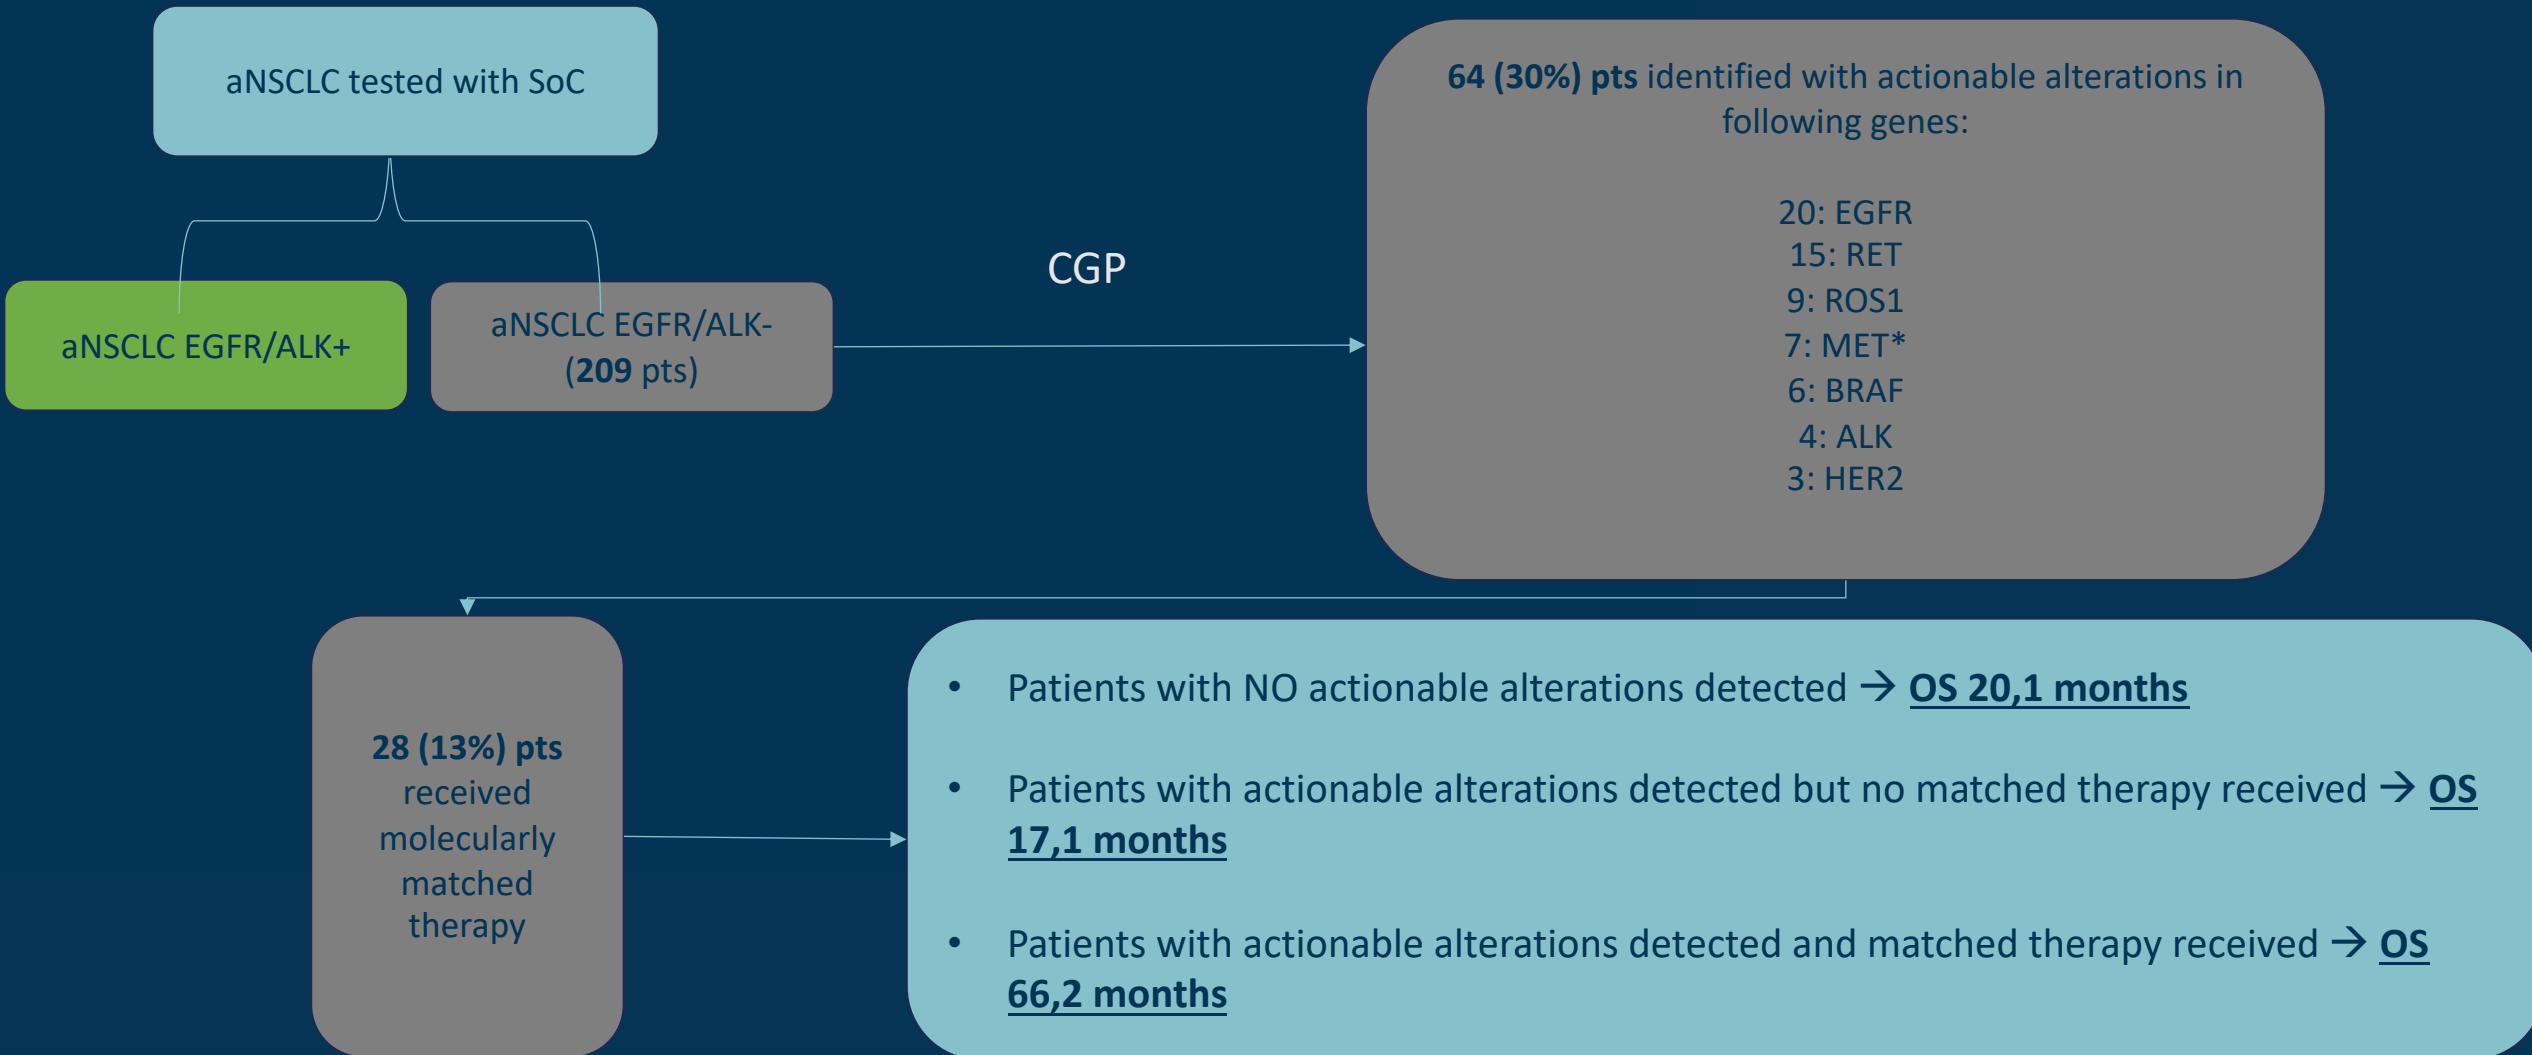 aNSCLC tested with SoC
aNSCLC EGFR/ALK+
aNSCLC EGFR/ALK-
(209 pts)
CGP
64 (30%) pts identified with actionable alterations in
following genes:
20: EGFR
15: RET
9: ROS1
7: MET*
6: BRAF
4: ALK
3: HER2
28 (13%) pts
received
molecularly
matched
therapy
• Patients with NO actionable alterations detected → OS 20,1 months
• Patients with actionable alterations detected but no matched therapy received → OS
17,1 months
• Patients with actionable alterations detected and matched therapy received → OS
66,2 months